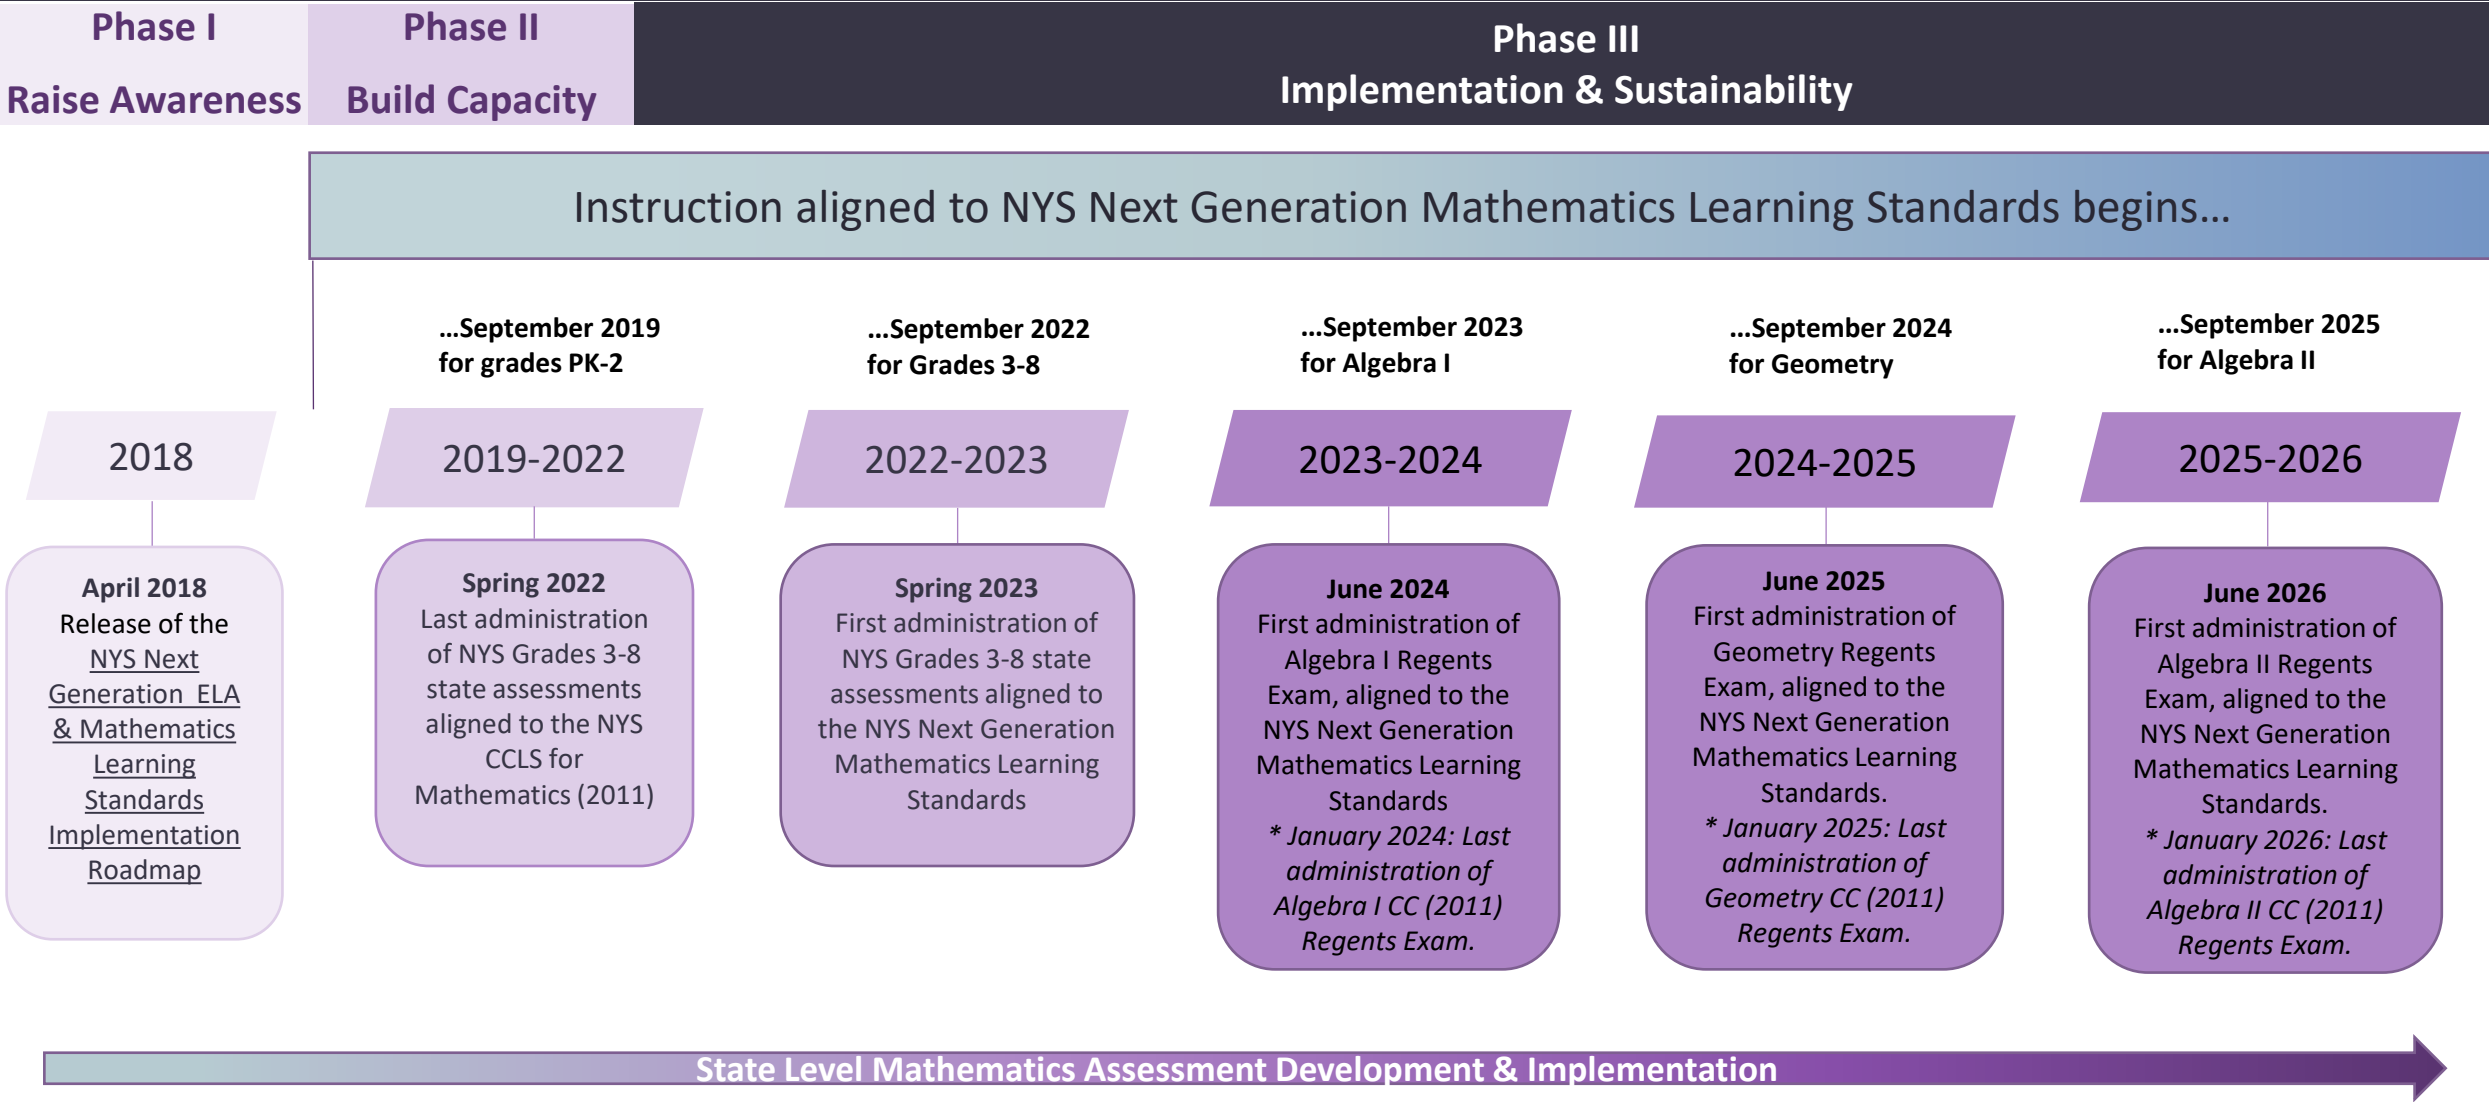 Phase I
Raise Awareness
Phase II
Build Capacity
Phase III
Implementation & Sustainability
Instruction aligned to NYS Next Generation Mathematics Learning Standards begins...
...September 2019
for grades PK-2
...September 2022
for Grades 3-8
...September 2023
for Algebra I
...September 2024
for Geometry
...September 2025
for Algebra II
2018
2019-2022
2022-2023
2023-2024
2024-2025
2025-2026
April 2018
Release of the
NYS Next
Generation ELA
& Mathematics
Learning
Standards
Implementation
Roadmap
Spring 2022
Last administration
of NYS Grades 3-8
state assessments
aligned to the NYS
CCLS for
Mathematics (2011)
Spring 2023
First administration of
NYS Grades 3-8 state
assessments aligned to
the NYS Next Generation
Mathematics Learning
Standards
June 2024
First administration of
Algebra I Regents
Exam, aligned to the
NYS Next Generation
Mathematics Learning
Standards
* January 2024: Last
administration of
Algebra I CC (2011)
Regents Exam.
June 2025
First administration of
Geometry Regents
Exam, aligned to the
NYS Next Generation
Mathematics Learning
Standards.
* January 2025: Last
administration of
Geometry CC (2011)
Regents Exam.
June 2026
First administration of
Algebra II Regents
Exam, aligned to the
NYS Next Generation
Mathematics Learning
Standards.
* January 2026: Last
administration of
Algebra II CC (2011)
Regents Exam.
State Level Mathematics Assessment Development & Implementation